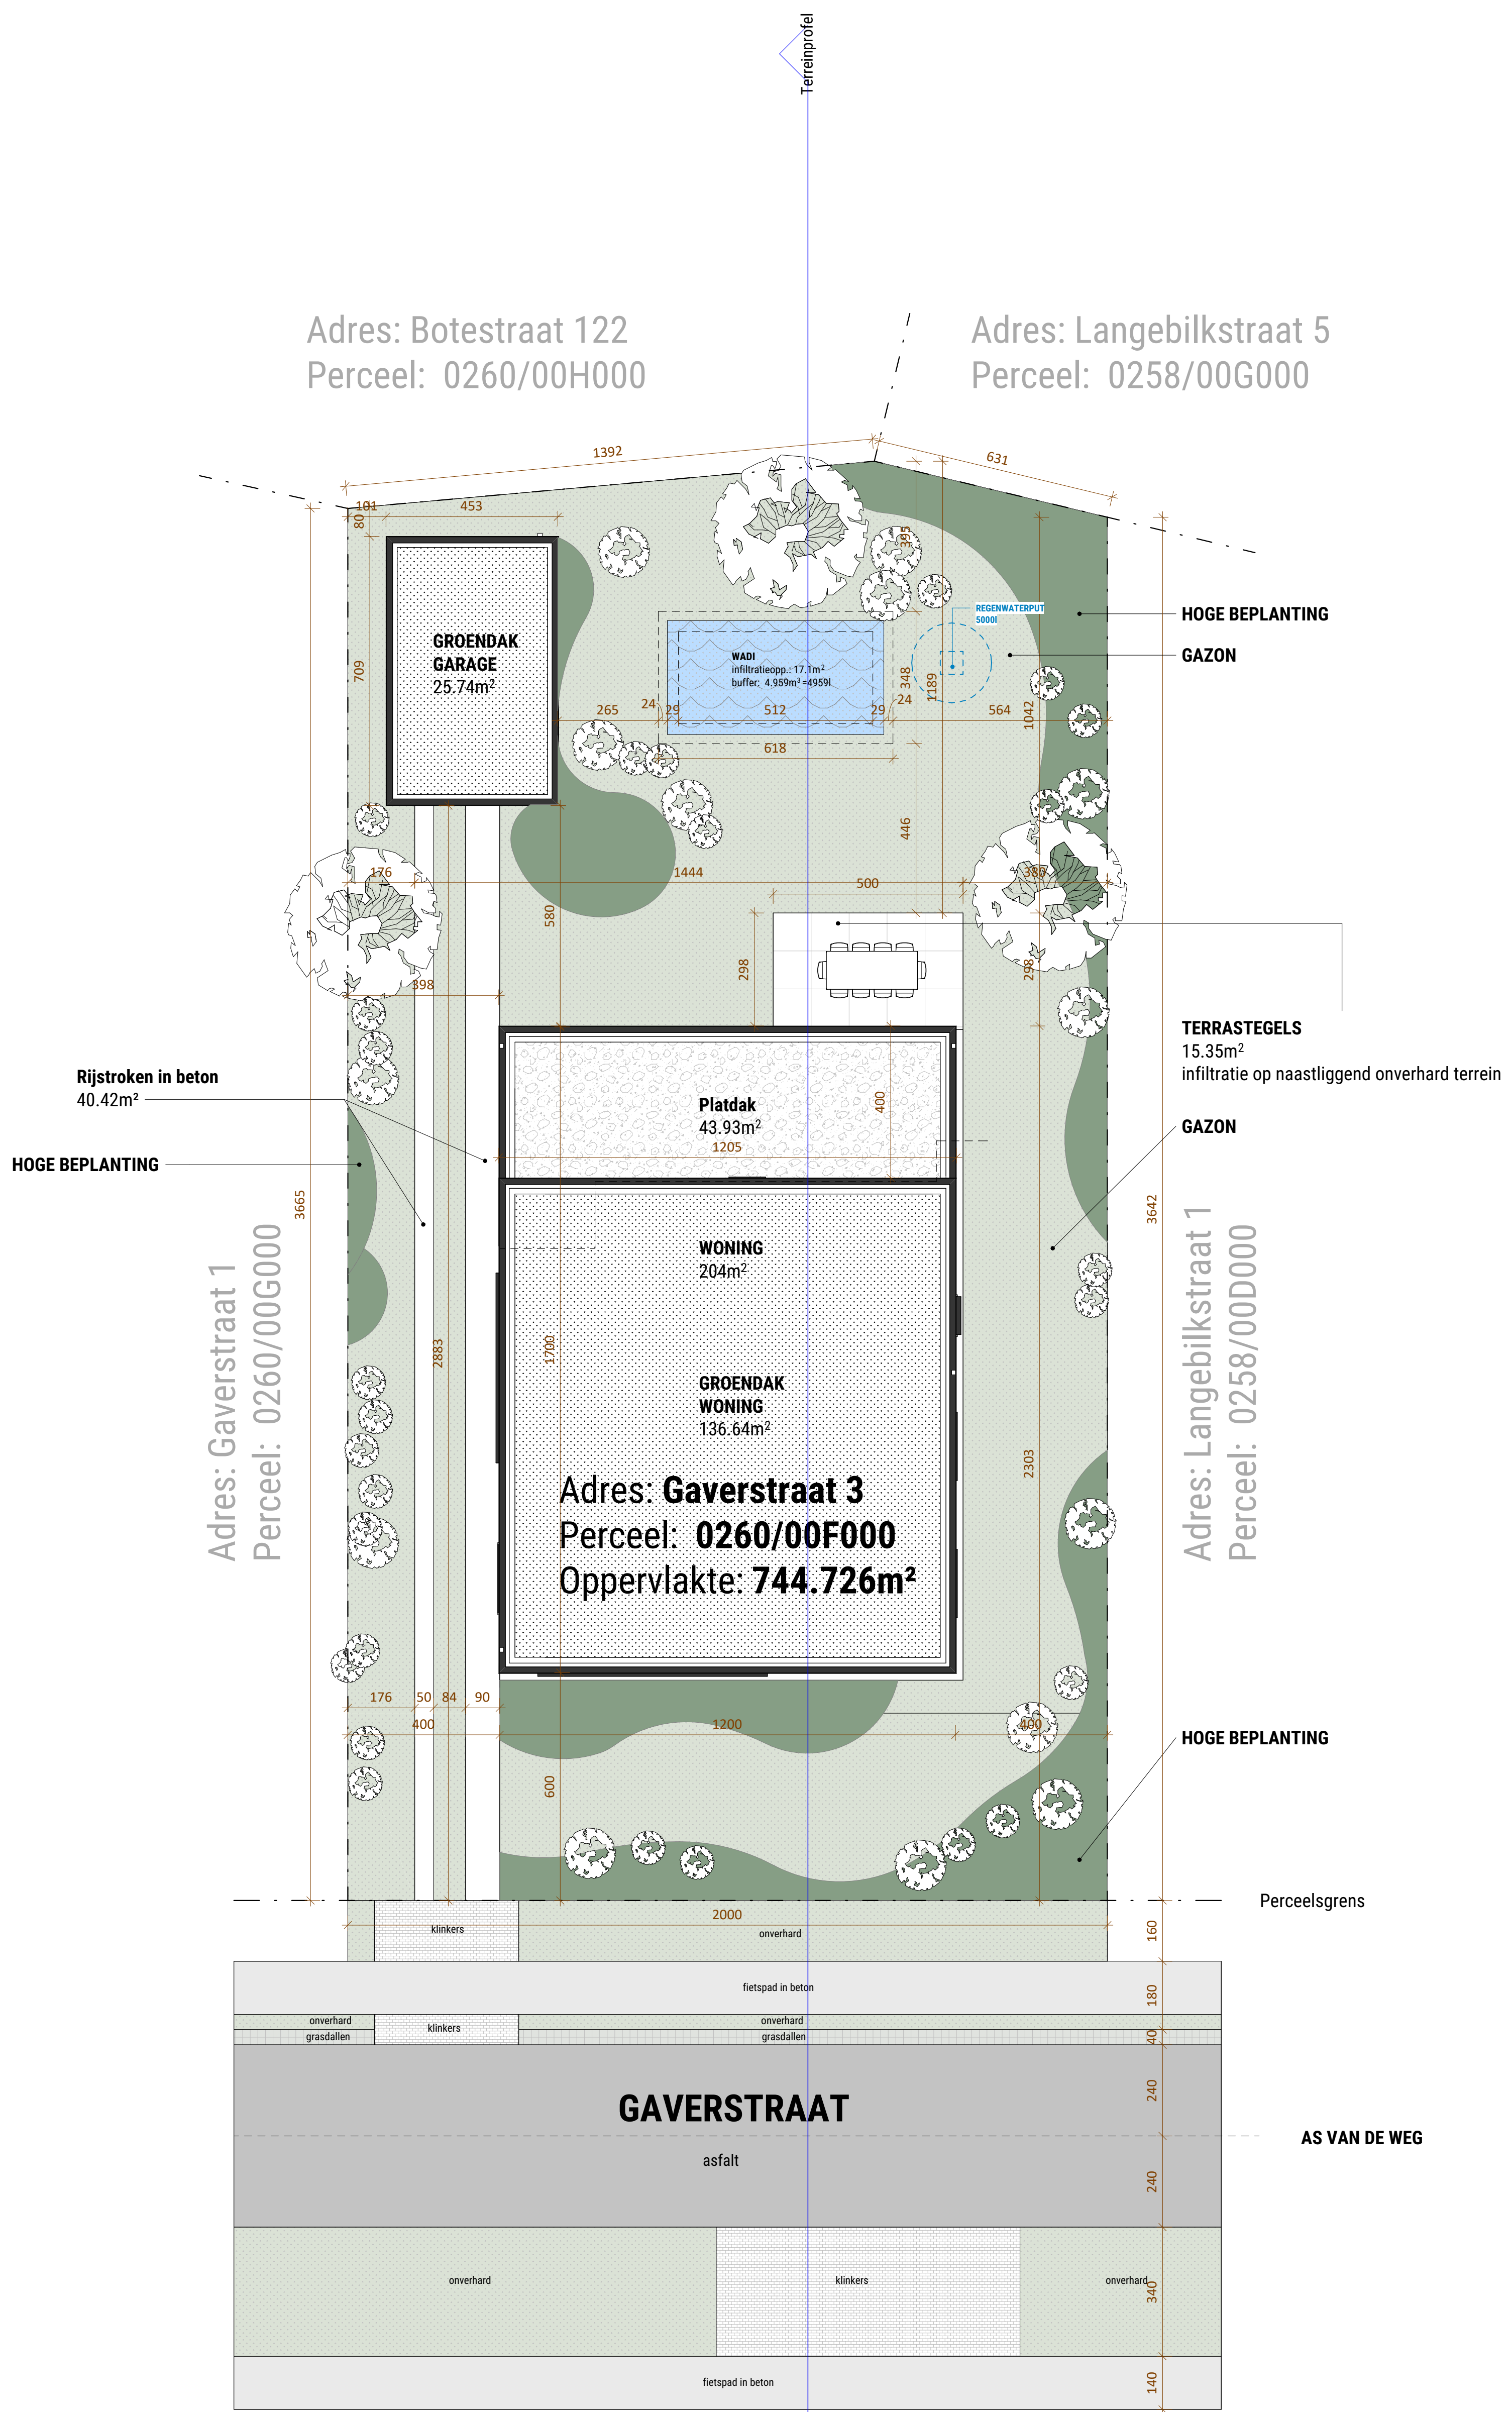 Terreinprofel
Adres: Botestraat 122
Perceel: 0260/00H000
Adres: Langebilkstraat 5
Perceel: 0258/00G000
1392
631
101
453
80
395
REGENWATERPUT
5000l
HOGE BEPLANTING
GROENDAK
GARAGE
25.74m²
WADI
infiltratieopp.: 17.1m²
buffer: 4.959m³ =4959l
GAZON
709
348
1189
1042
24
24
265
29
512
29
564
618
446
176
1444
380
500
580
298
298
398
TERRASTEGELS
15.35m²
infiltratie op naastliggend onverhard terrein
Rijstroken in beton
40.42m²
Platdak
43.93m²
400
1205
GAZON
HOGE BEPLANTING
3665
3642
Adres: Gaverstraat 1
Perceel: 0260/00G000
Adres: Langebilkstraat 1
Perceel: 0258/00D000
WONING
204m²
2883
1700
GROENDAK
WONING
136.64m²
2303
Adres: Gaverstraat 3
Perceel: 0260/00F000
Oppervlakte: 744.726m²
176
50
84
90
400
1200
400
HOGE BEPLANTING
600
Perceelsgrens
2000
klinkers
onverhard
160
fietspad in beton
180
onverhard
klinkers
onverhard
grasdallen
grasdallen
40
240
GAVERSTRAAT
AS VAN DE WEG
asfalt
240
onverhard
klinkers
onverhard
340
fietspad in beton
140